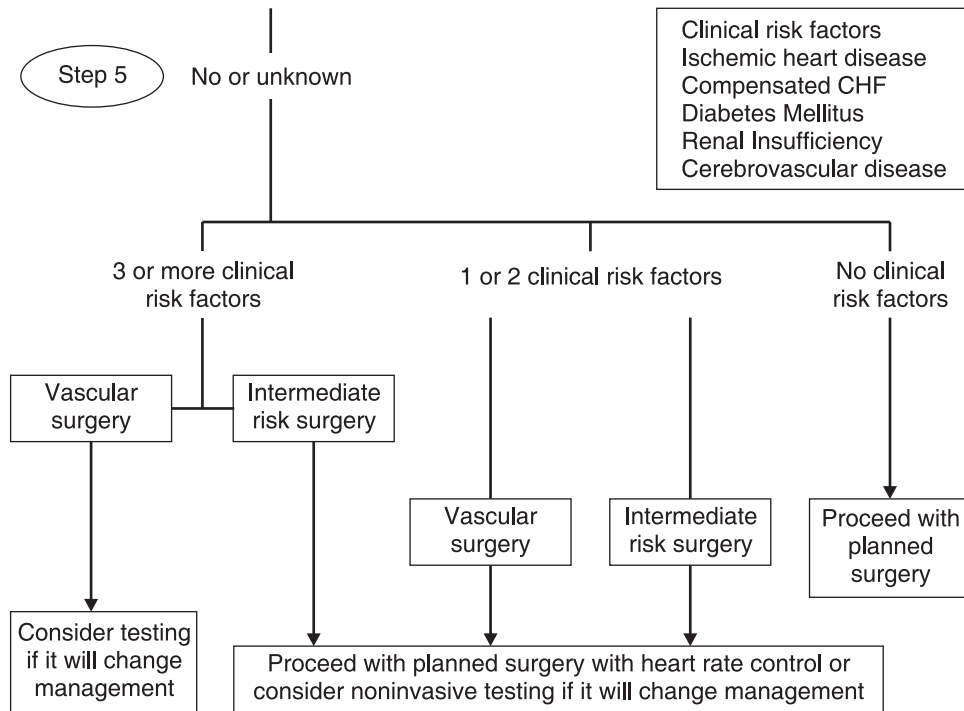 Step 5
No or unknown
Clinical risk factors
Ischemic heart disease
Compensated CHF
Diabetes Mellitus
Renal Insufficiency
Cerebrovascular disease
3 or more clinical
risk factors
1 or 2 clinical risk factors
No clinical
risk factors
Vascular
surgery
Intermediate
risk surgery
Vascular
surgery
Intermediate
risk surgery
Proceed with
planned
surgery
Consider testing
if it will change
management
Proceed with planned surgery with heart rate control or
consider noninvasive testing if it will change management